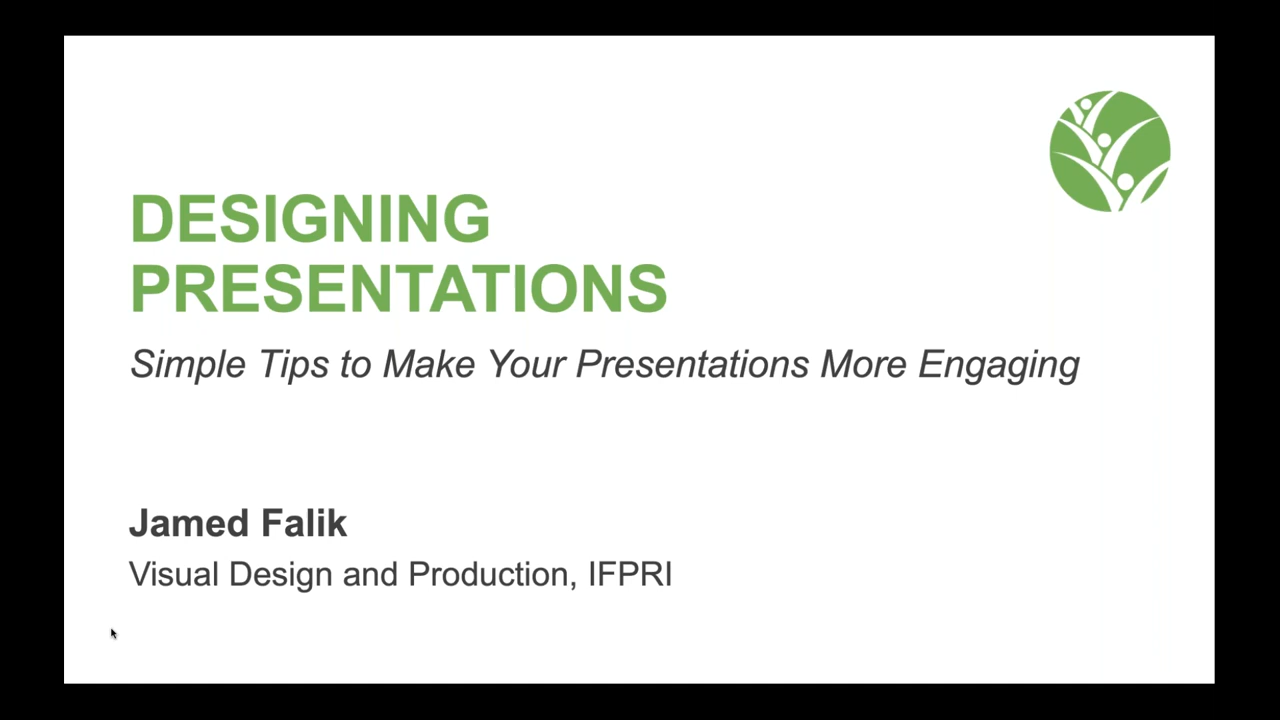 DESIGNING
PRESENTATIONS
Simple Tips to Make Your Presentations More Engaging
Jamed Falik
Visual Design and Production, IFPRI